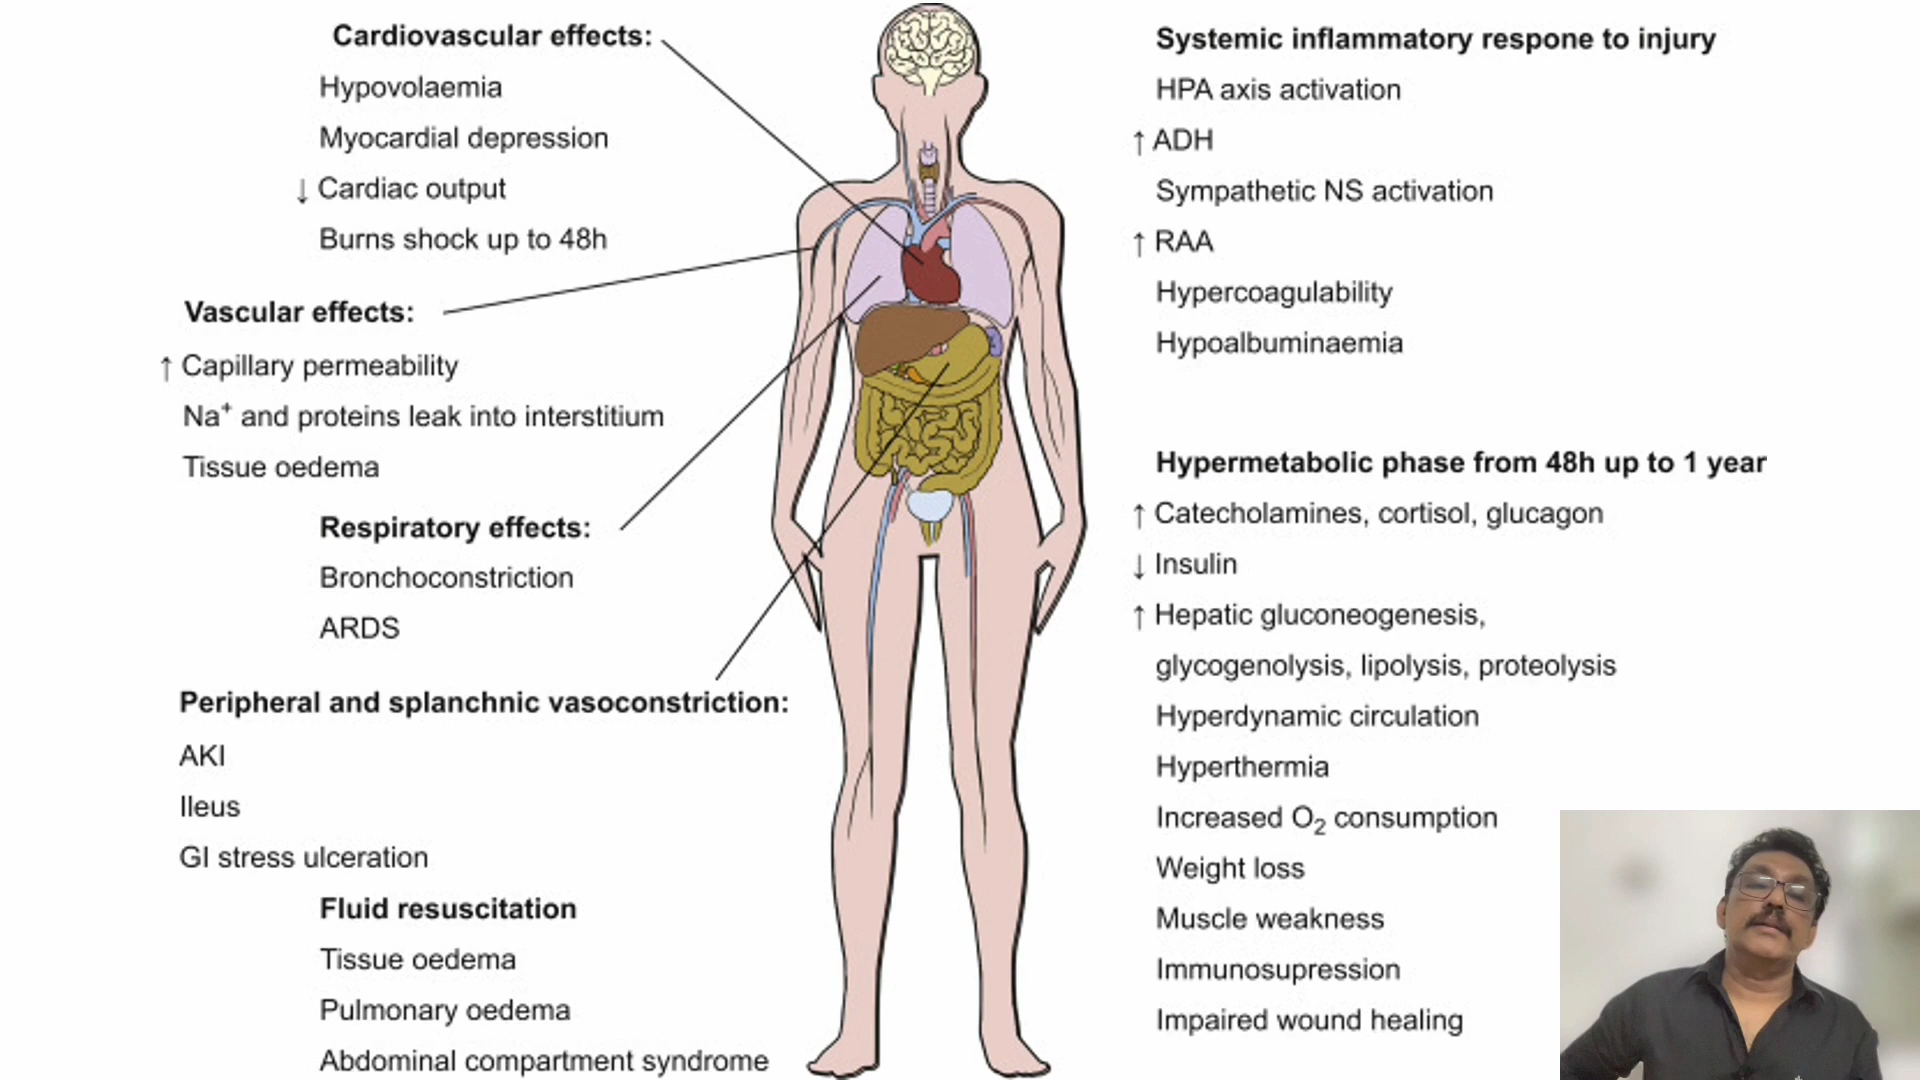 Cardiovascular effects:
Hypovolaemia
Myocardial depression
↓ Cardiac output
Burns shock up to 48h
Vascular effects:
↑ Capillary permeability
Na⁺ and proteins leak into interstitium
Tissue oedema
Respiratory effects:
Bronchoconstriction
ARDS
Peripheral and splanchnic vasoconstriction:
AKI
Ileus
GI stress ulceration
Fluid resuscitation
Tissue oedema
Pulmonary oedema
Abdominal compartment syndrome
Systemic inflammatory respone to injury
HPA axis activation
↑ ADH
Sympathetic NS activation
↑ RAA
Hypercoagulability
Hypoalbuminaemia
Hypermetabolic phase from 48h up to 1 year
↑ Catecholamines, cortisol, glucagon
↓ Insulin
↑ Hepatic gluconeogenesis,
glycogenolysis, lipolysis, proteolysis
Hyperdynamic circulation
Hyperthermia
Increased O₂ consumption
Weight loss
Muscle weakness
Immunosupression
Impaired wound healing